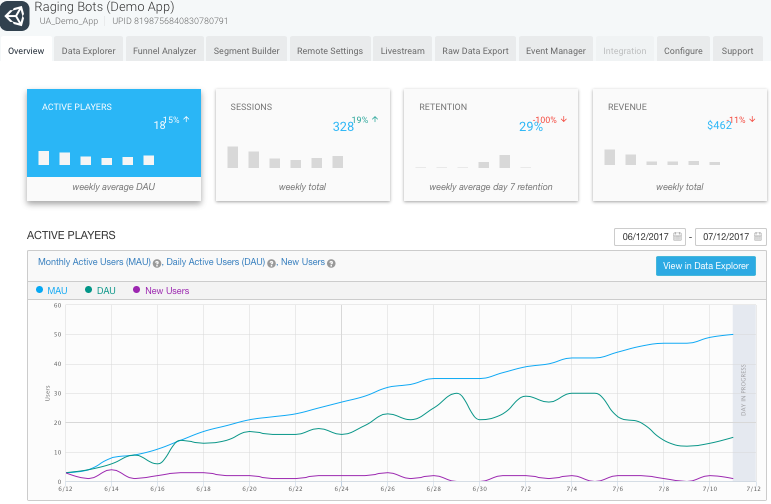 Raging Bots (Demo App)
UA_Demo_App UPID 8198756840830780791
Overview Data Explorer Funnel Analyzer Segment Builder Remote Settings Livestream Raw Data Export Event Manager Integration Configure Support
ACTIVE PLAYERS SESSIONS RETENTION REVENUE
18 15% ↑ 328 19% ↑ 29% -100% ↓ $462 -11% ↓
weekly average DAU weekly total weekly average day 7 retention weekly total
ACTIVE PLAYERS 06/12/2017 - 07/12/2017
Monthly Active Users (MAU) ?, Daily Active Users (DAU) ?, New Users ? View in Data Explorer
MAU DAU New Users
60
50
40
30
20
10
0
Users
DAY IN PROGRESS
6/12 6/14 6/16 6/18 6/20 6/22 6/24 6/26 6/28 6/30 7/2 7/4 7/6 7/8 7/10 7/12